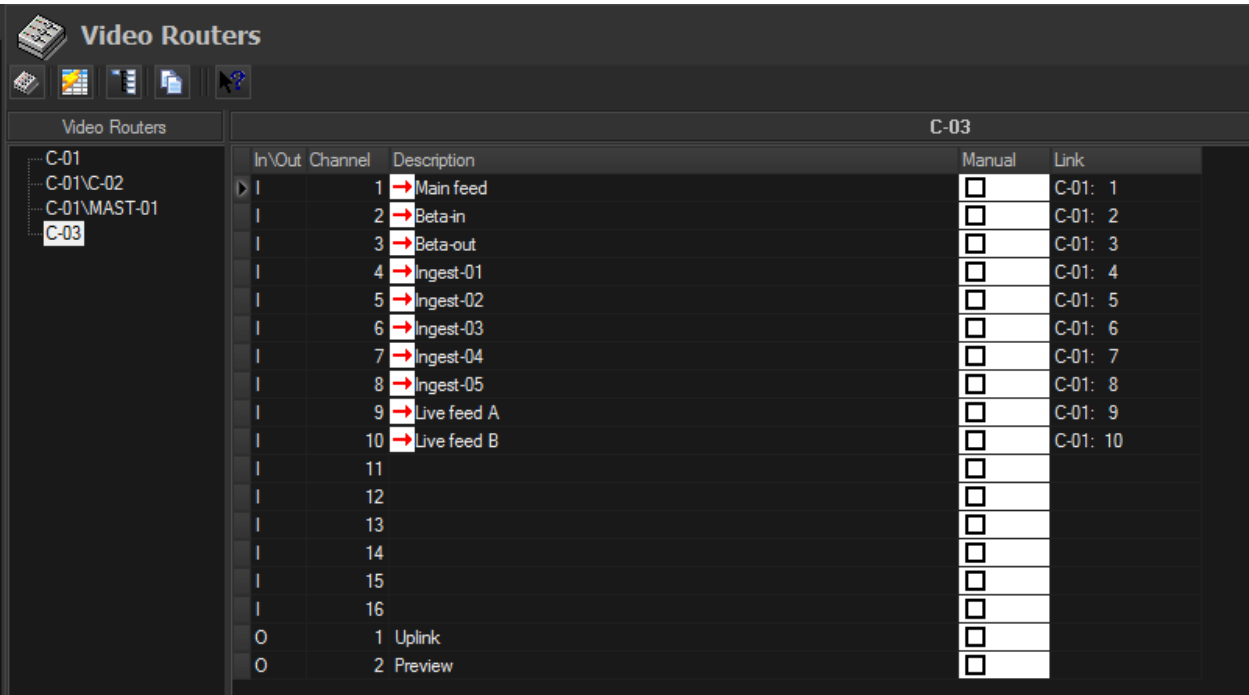 Video Routers
Video Routers
C-03
C-01
C-01\C-02
C-01\MAST-01
C-03
In\Out Channel Description Manual Link
I 1 Main feed C-01: 1
I 2 Beta-in C-01: 2
I 3 Beta-out C-01: 3
I 4 Ingest-01 C-01: 4
I 5 Ingest-02 C-01: 5
I 6 Ingest-03 C-01: 6
I 7 Ingest-04 C-01: 7
I 8 Ingest-05 C-01: 8
I 9 Live feed A C-01: 9
I 10 Live feed B C-01: 10
I 11
I 12
I 13
I 14
I 15
I 16
O 1 Uplink
O 2 Preview